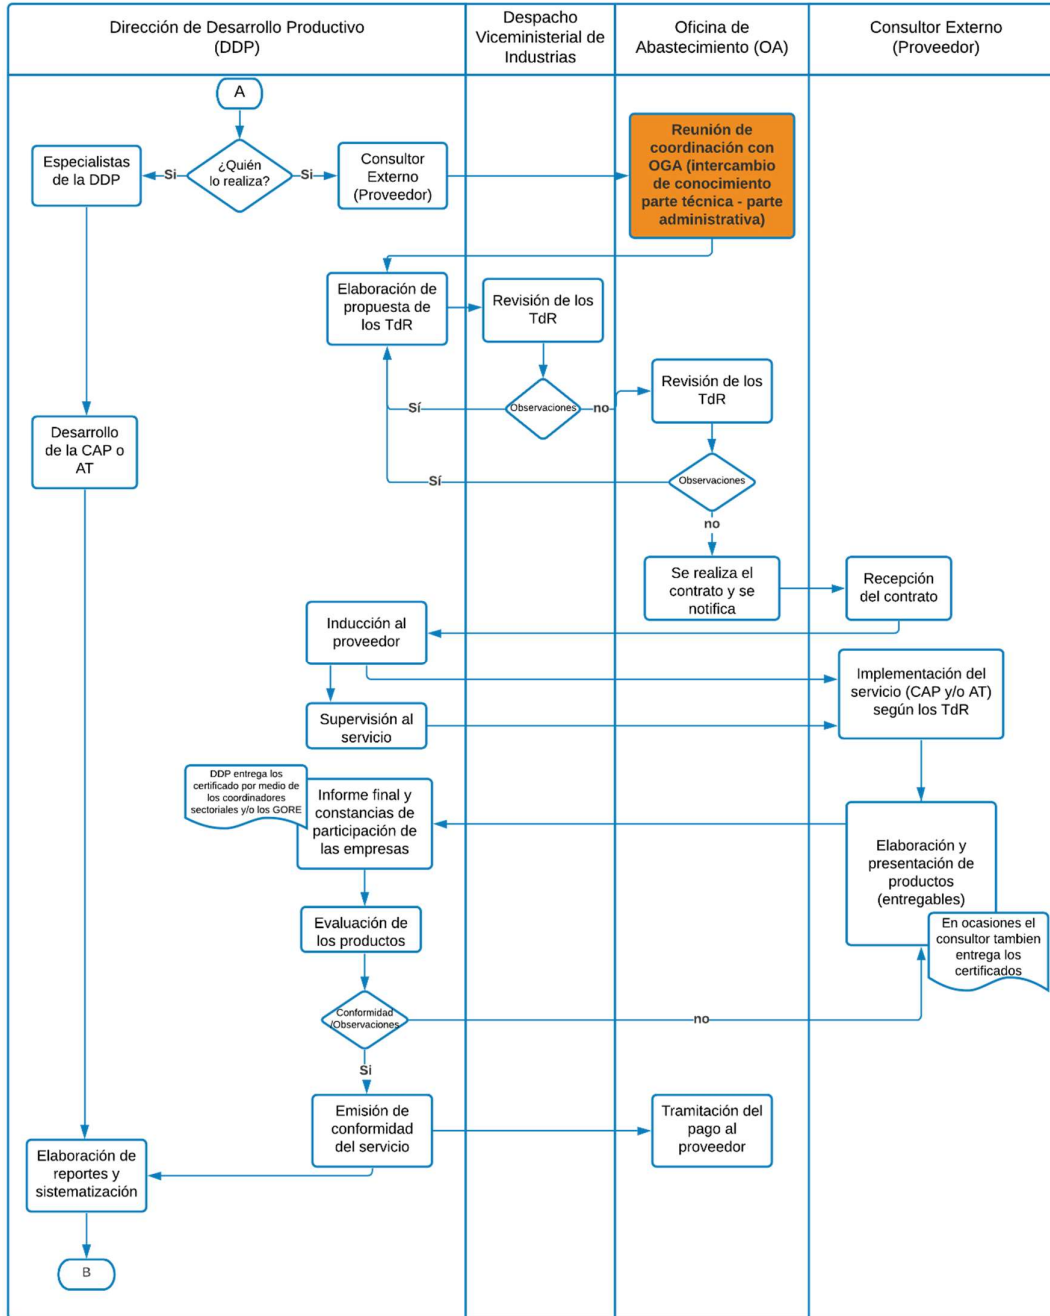 Dirección de Desarrollo Productivo
(DDP)
Despacho
Viceministerial de
Industrias
Oficina de
Abastecimiento (OA)
Consultor Externo
(Proveedor)
A
Especialistas
de la DDP
Si
¿Quién
lo realiza?
Si
Consultor
Externo
(Proveedor)
Reunión de
coordinación con
OGA (intercambio
de conocimiento
parte técnica - parte
administrativa)
Elaboración de
propuesta de
los TdR
Revisión de los
TdR
Sí
Observaciones
no
Revisión de los
TdR
Desarrollo
de la CAP o
AT
Sí
Observaciones
no
Se realiza el
contrato y se
notifica
Recepción
del contrato
Inducción al
proveedor
Implementación del
servicio (CAP y/o AT)
según los TdR
Supervisión al
servicio
DDP entrega los
certificado por medio de
los coordinadores
sectoriales y/o los GORE
Informe final y
constancias de
participación de
las empresas
Elaboración y
presentación de
productos
(entregables)
En ocasiones el
consultor tambien
entrega los
certificados
Evaluación de
los productos
Conformidad
/Observaciones
no
Si
Emisión de
conformidad
del servicio
Tramitación del
pago al
proveedor
Elaboración de
reportes y
sistematización
B